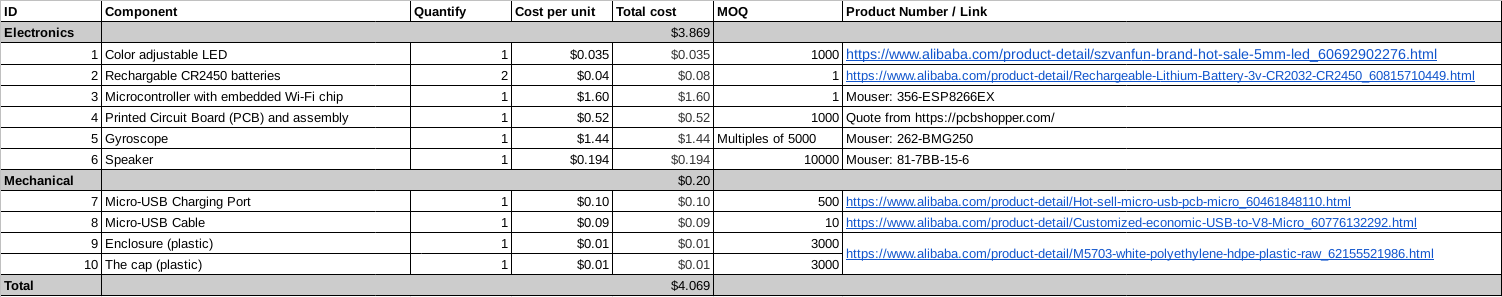 ID Component Quantify Cost per unit Total cost MOQ Product Number / Link
Electronics $3.869
1 Color adjustable LED 1 $0.035 $0.035 1000 https://www.alibaba.com/product-detail/szvanfun-brand-hot-sale-5mm-led_60692902276.html
2 Rechargable CR2450 batteries 2 $0.04 $0.08 1 https://www.alibaba.com/product-detail/Rechargeable-Lithium-Battery-3v-CR2032-CR2450_60815710449.html
3 Microcontroller with embedded Wi-Fi chip 1 $1.60 $1.60 1 Mouser: 356-ESP8266EX
4 Printed Circuit Board (PCB) and assembly 1 $0.52 $0.52 1000 Quote from https://pcbshopper.com/
5 Gyroscope 1 $1.44 $1.44 Multiples of 5000 Mouser: 262-BMG250
6 Speaker 1 $0.194 $0.194 10000 Mouser: 81-7BB-15-6
Mechanical $0.20
7 Micro-USB Charging Port 1 $0.10 $0.10 500 https://www.alibaba.com/product-detail/Hot-sell-micro-usb-pcb-micro_60461848110.html
8 Micro-USB Cable 1 $0.09 $0.09 10 https://www.alibaba.com/product-detail/Customized-economic-USB-to-V8-Micro_60776132292.html
9 Enclosure (plastic) 1 $0.01 $0.01 3000 https://www.alibaba.com/product-detail/M5703-white-polyethylene-hdpe-plastic-raw_62155521986.html
10 The cap (plastic) 1 $0.01 $0.01 3000
Total $4.069